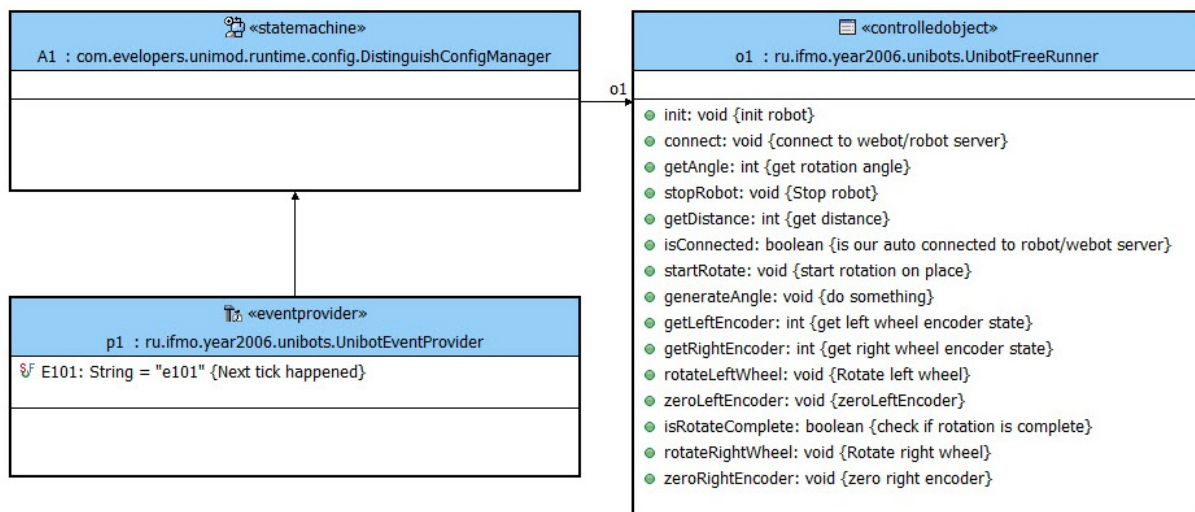 «statemachine»
A1 : com.evelopers.unimod.runtime.config.DistinguishConfigManager
o1
«controlledobject»
o1 : ru.ifmo.year2006.unibots.UnibotFreeRunner
init: void {init robot}
connect: void {connect to webot/robot server}
getAngle: int {get rotation angle}
stopRobot: void {Stop robot}
getDistance: int {get distance}
isConnected: boolean {is our auto connected to robot/webot server}
startRotate: void {start rotation on place}
generateAngle: void {do something}
getLeftEncoder: int {get left wheel encoder state}
getRightEncoder: int {get right wheel encoder state}
rotateLeftWheel: void {Rotate left wheel}
zeroLeftEncoder: void {zeroLeftEncoder}
isRotateComplete: boolean {check if rotation is complete}
rotateRightWheel: void {Rotate right wheel}
zeroRightEncoder: void {zero right encoder}
«eventprovider»
p1 : ru.ifmo.year2006.unibots.UnibotEventProvider
E101: String = "e101" {Next tick happened}